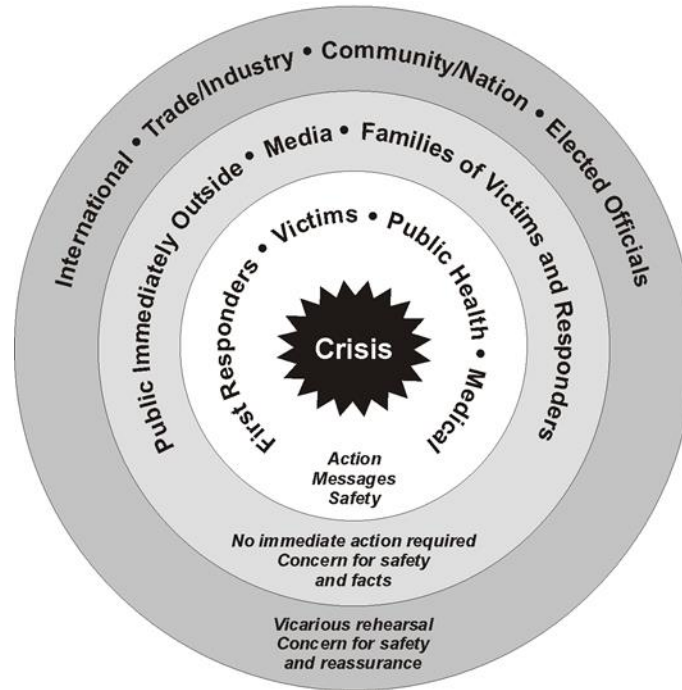 International • Trade/Industry • Community/Nation • Elected Officials
Public Immediately Outside • Media • Families of Victims and Responders
First Responders • Victims • Public Health • Medical
Crisis
Action
Messages
Safety
No immediate action required
Concern for safety
and facts
Vicarious rehearsal
Concern for safety
and reassurance